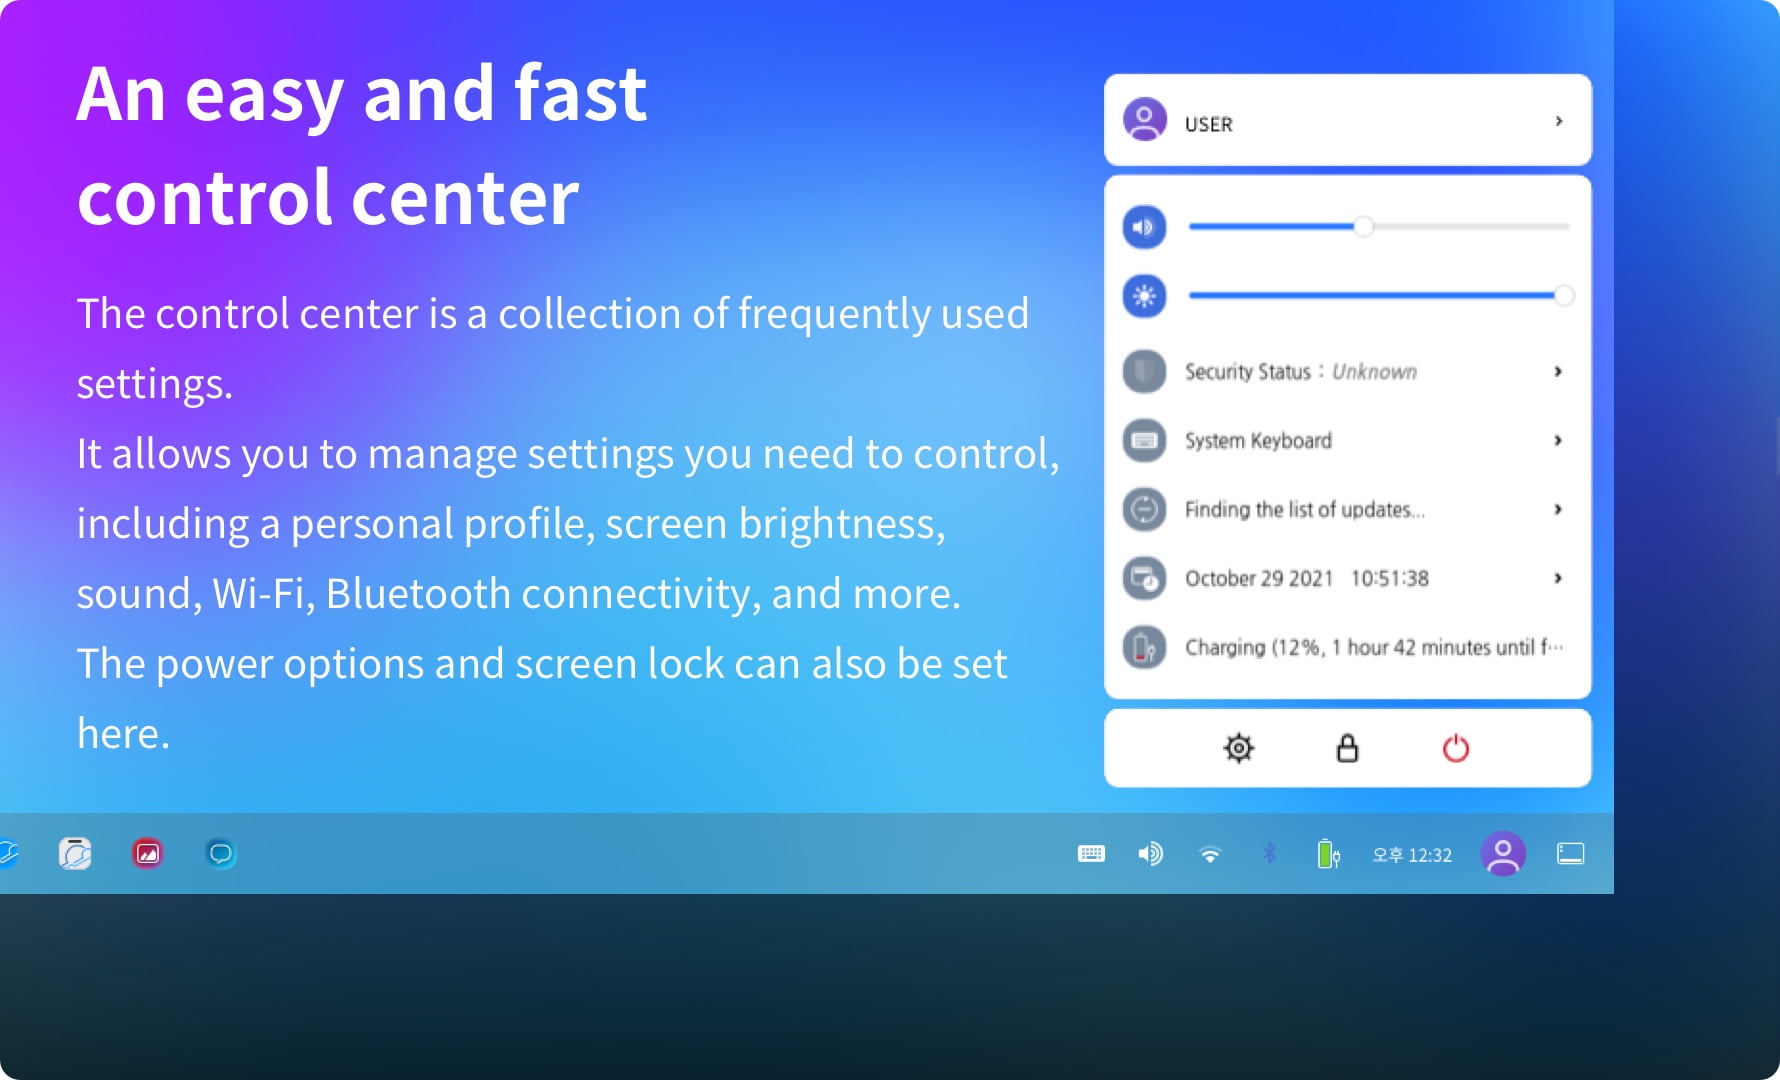 An easy and fast
control center
The control center is a collection of frequently used
settings.
It allows you to manage settings you need to control,
including a personal profile, screen brightness,
sound, Wi-Fi, Bluetooth connectivity, and more.
The power options and screen lock can also be set
here.
USER
Security Status : Unknown
System Keyboard
Finding the list of updates...
October 29 2021 10:51:38
Charging (12%, 1 hour 42 minutes until f···
오후 12:32